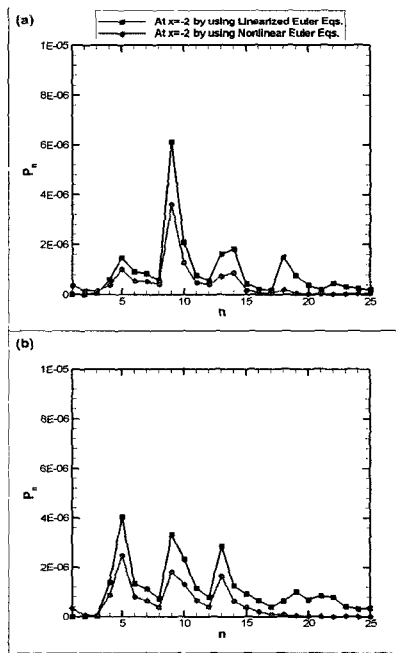 (a)
At x=-2 by using Linearized Euler Eqs.
At x=-2 by using Nonlinear Euler Eqs.
1E-05
8E-06
6E-06
4E-06
2E-06
0
Pn
5 10 15 20 25
n
(b)
1E-05
8E-06
6E-06
4E-06
2E-06
0
Pn
5 10 15 20 25
n